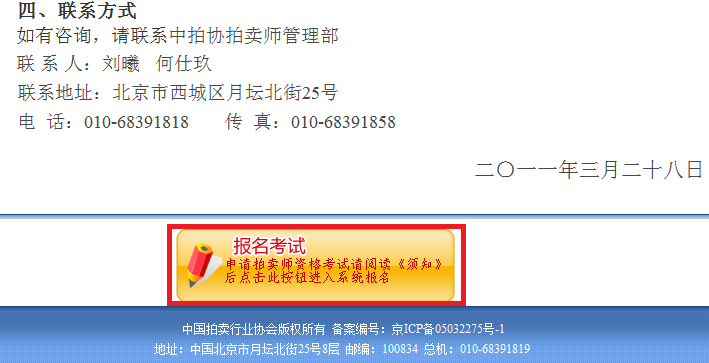 四、联系方式
如有咨询，请联系中拍协拍卖师管理部
联 系 人：刘曦 何仕玖
联系地址：北京市西城区月坛北街25号
电 话：010-68391818 传 真：010-68391858
二〇一一年三月二十八日
报名考试
申请拍卖师资格考试请阅读《须知》
后点击此按钮进入系统报名
中国拍卖行业协会版权所有 备案编号：京ICP备05032275号-1
地址：中国北京市月坛北街25号8层 邮编：100834 总机：010-68391819